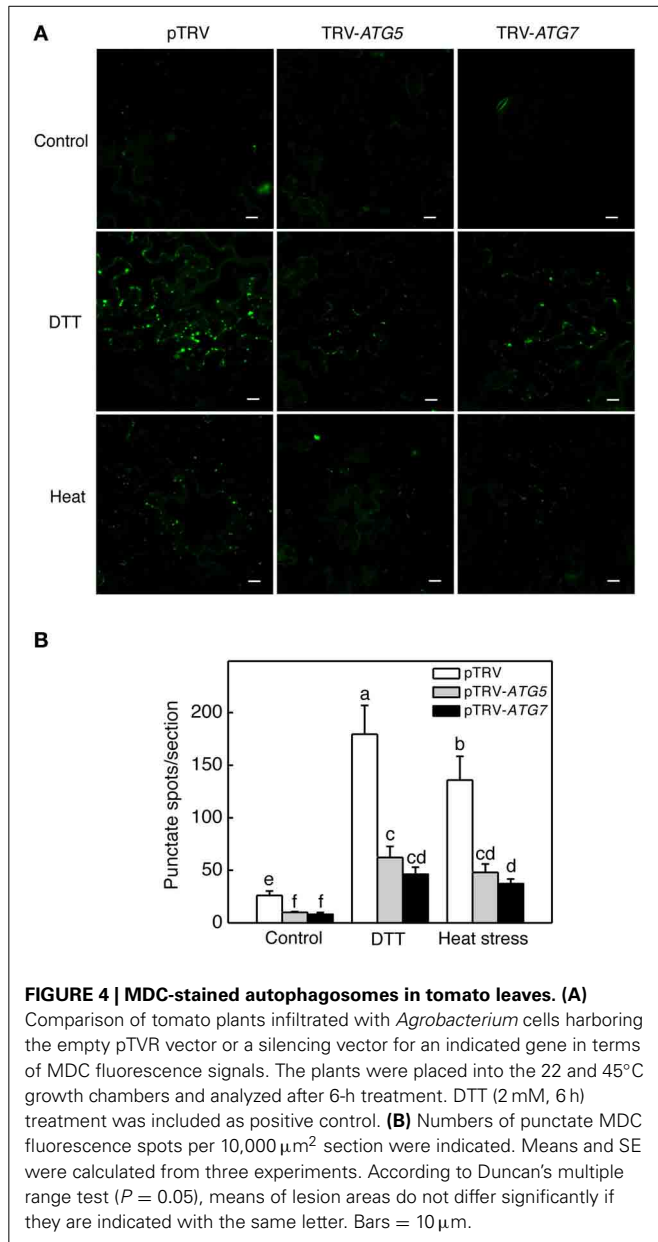 A
pTRV TRV-ATG5 TRV-ATG7
Control
DTT
Heat
B
pTRV
pTRV-ATG5
pTRV-ATG7
Punctate spots/section
200
150
100
50
0
a
b
c
cd
cd
d
e
f
f
Control DTT Heat stress
FIGURE 4 | MDC-stained autophagosomes in tomato leaves. (A)
Comparison of tomato plants infiltrated with Agrobacterium cells harboring
the empty pTVR vector or a silencing vector for an indicated gene in terms
of MDC fluorescence signals. The plants were placed into the 22 and 45°C
growth chambers and analyzed after 6-h treatment. DTT (2 mM, 6 h)
treatment was included as positive control. (B) Numbers of punctate MDC
fluorescence spots per 10,000 μm² section were indicated. Means and SE
were calculated from three experiments. According to Duncan's multiple
range test (P = 0.05), means of lesion areas do not differ significantly if
they are indicated with the same letter. Bars = 10 μm.